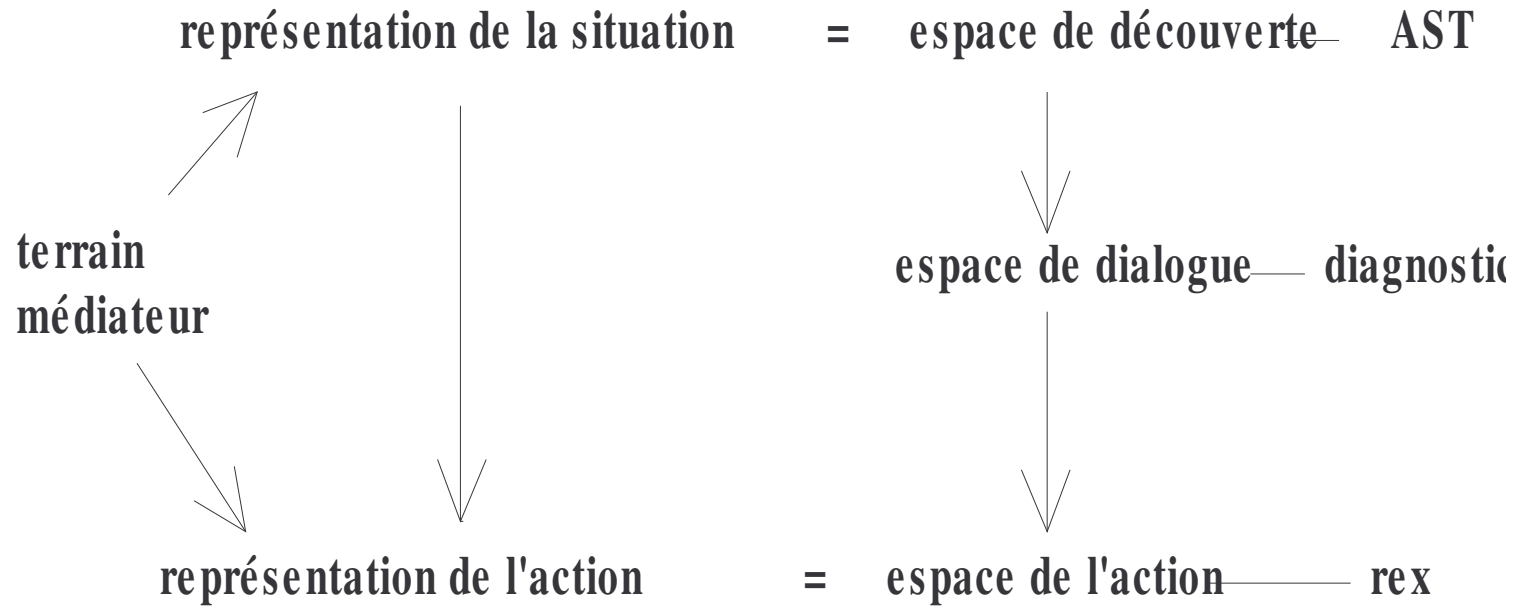 représentation de la situation = espace de découverte AST
terrain
médiateur
espace de dialogue diagnostic
représentation de l'action = espace de l'action rex